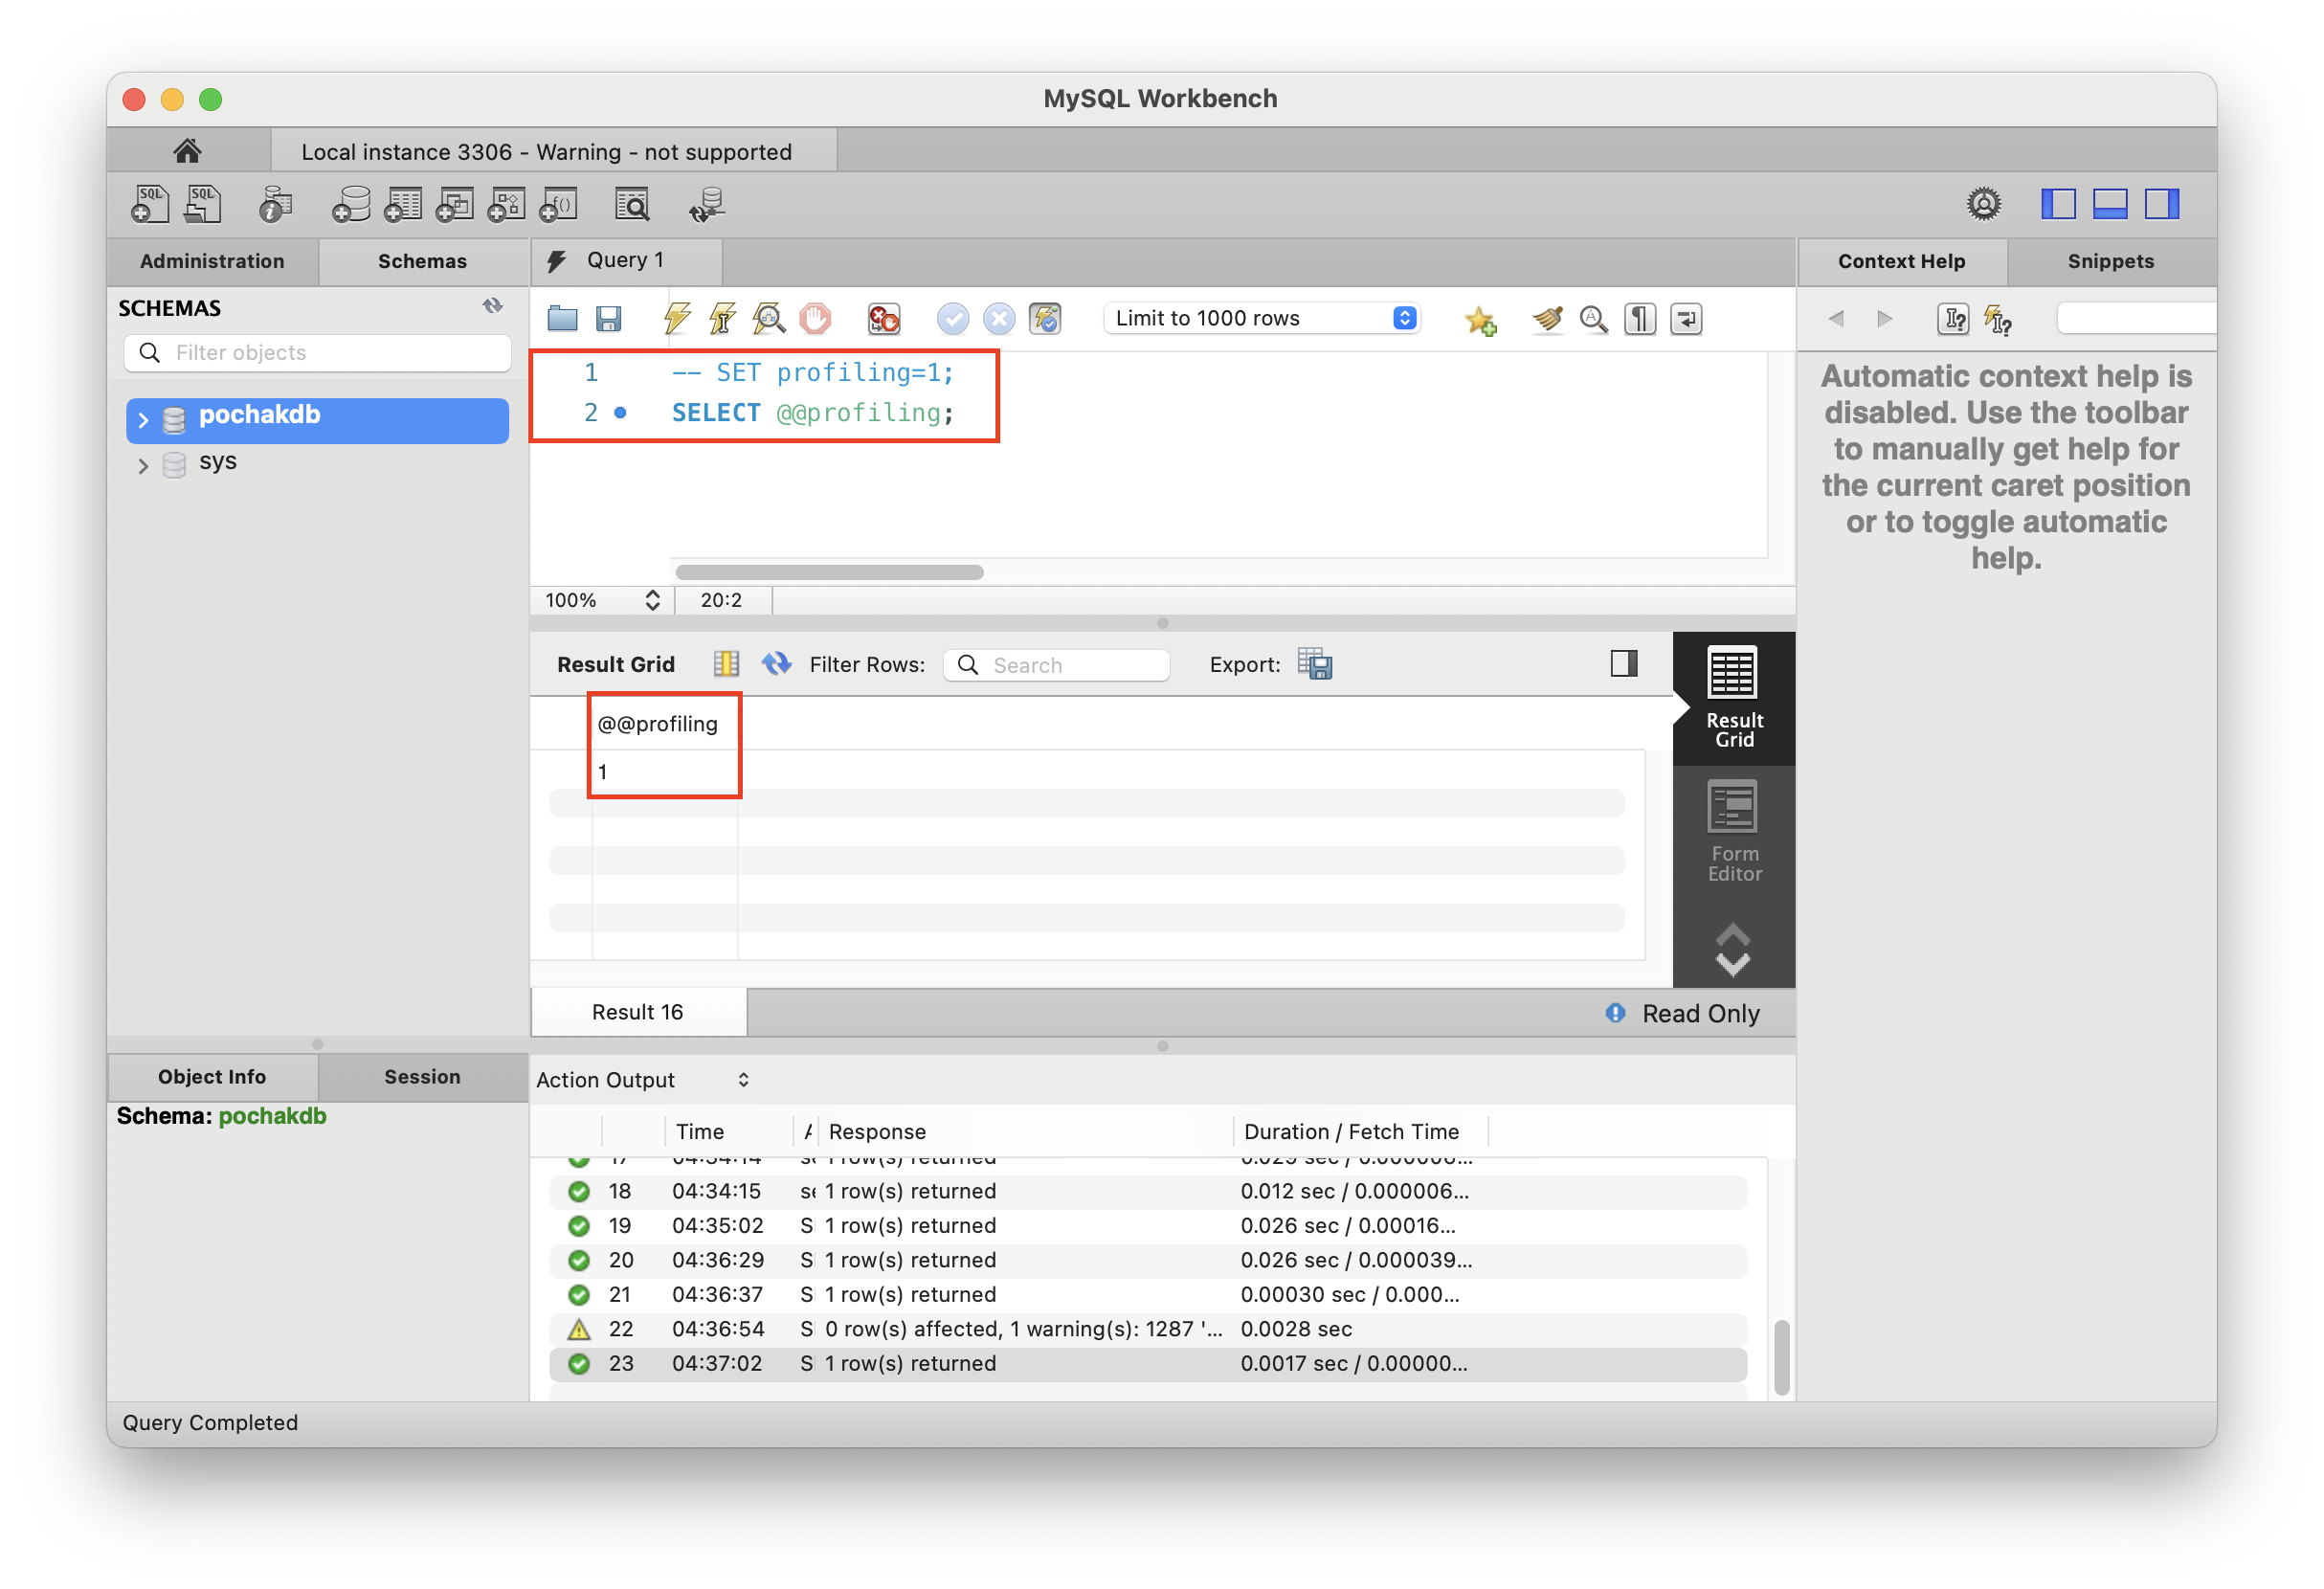 MySQL Workbench
Local instance 3306 - Warning - not supported
SQL SQL
Administration Schemas
Query 1
Context Help Snippets
SCHEMAS
Filter objects
Limit to 1000 rows
pochakdb
sys
1 -- SET profiling=1;
2 SELECT @@profiling;
Automatic context help is
disabled. Use the toolbar
to manually get help for
the current caret position
or to toggle automatic
help.
100% 20:2
Result Grid Filter Rows: Search Export:
@@profiling
1
Result
Grid
Form
Editor
Result 16
Read Only
Object Info Session
Schema: pochakdb
Action Output
Time Response Duration / Fetch Time
17 04:34:14 1 row(s) returned 0.029 sec / 0.000006...
18 04:34:15 se 1 row(s) returned 0.012 sec / 0.000006...
19 04:35:02 S 1 row(s) returned 0.026 sec / 0.00016...
20 04:36:29 S 1 row(s) returned 0.026 sec / 0.000039...
21 04:36:37 S 1 row(s) returned 0.00030 sec / 0.000...
22 04:36:54 S 0 row(s) affected, 1 warning(s): 1287 '... 0.0028 sec
23 04:37:02 S 1 row(s) returned 0.0017 sec / 0.00000...
Query Completed